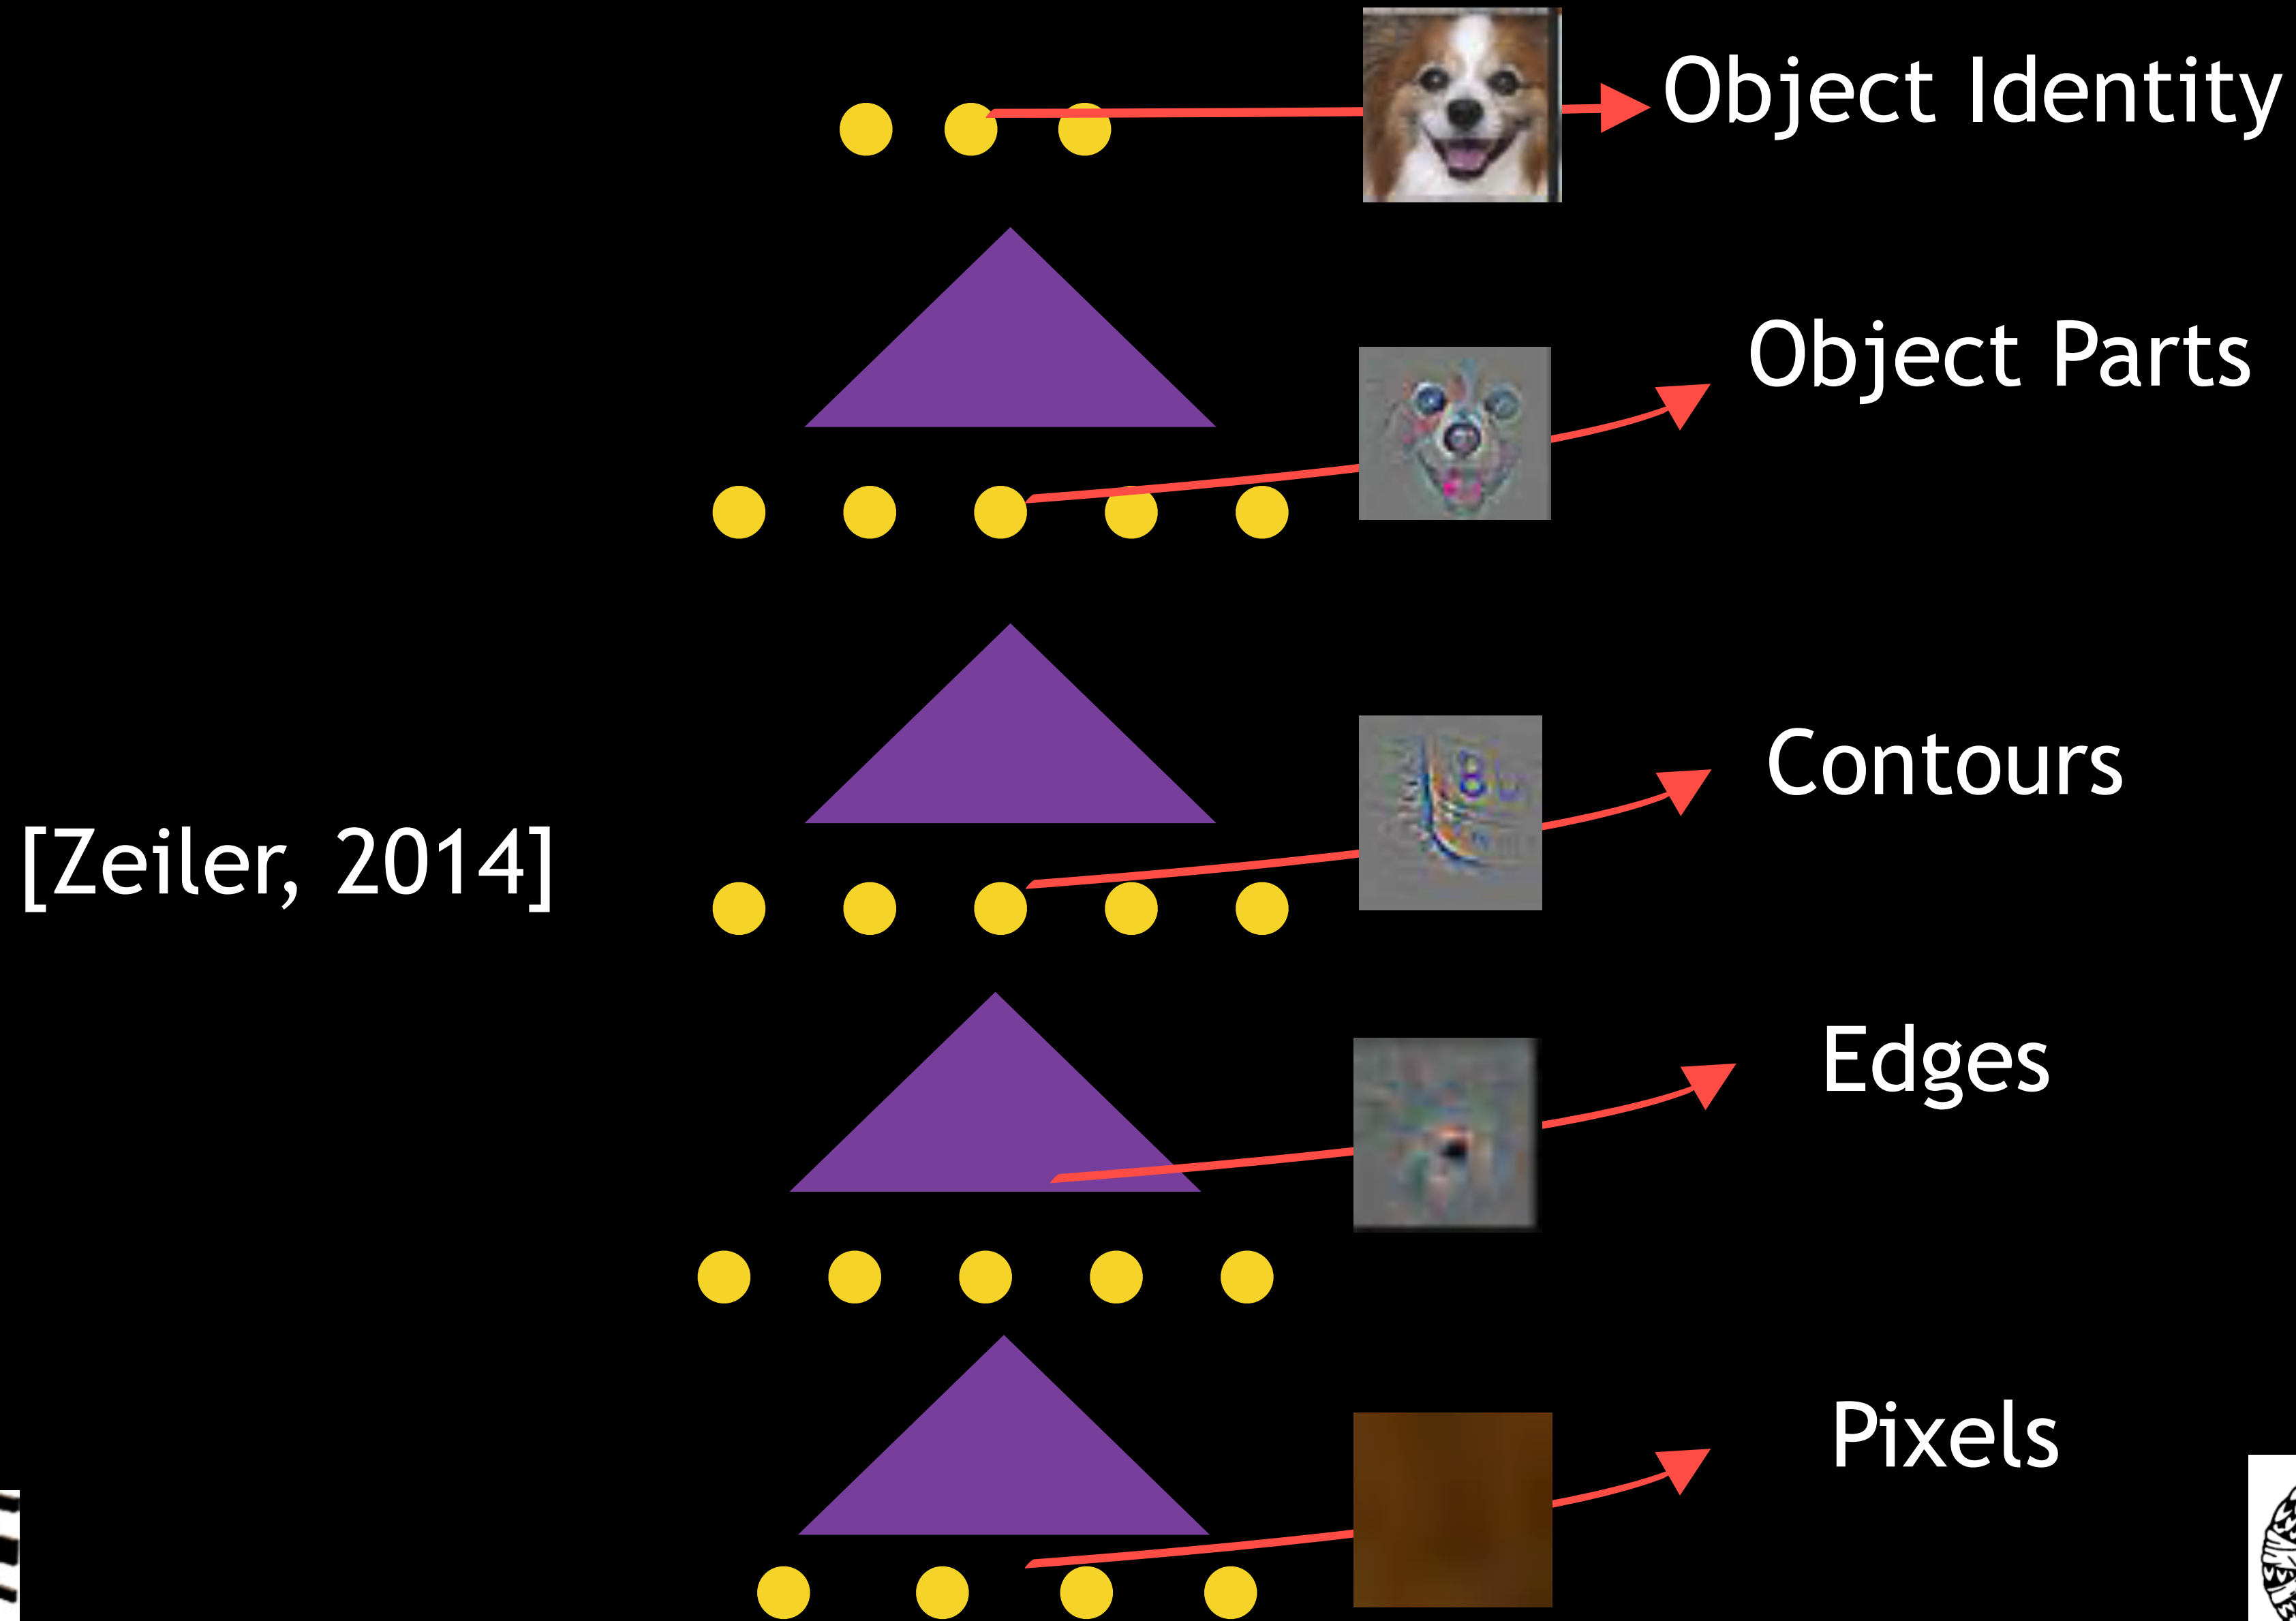 Object Identity
Object Parts
Contours
[Zeiler, 2014]
Edges
Pixels